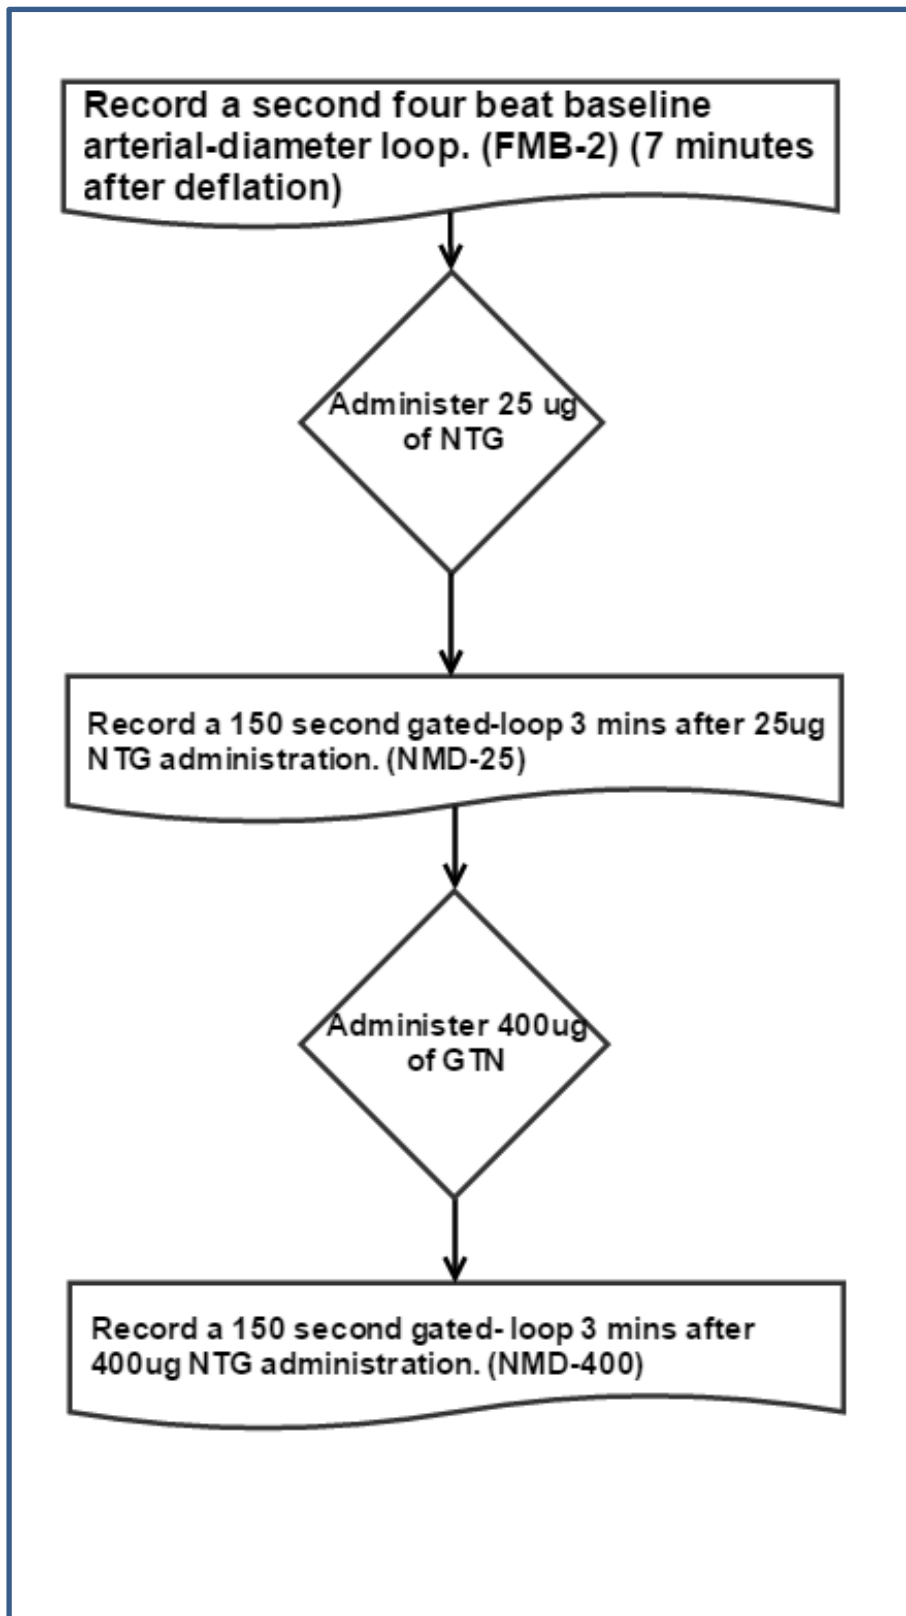 Record a second four beat baseline
arterial-diameter loop. (FMB-2) (7 minutes
after deflation)
Administer 25 ug
of NTG
Record a 150 second gated-loop 3 mins after 25ug
NTG administration. (NMD-25)
Administer 400ug
of GTN
Record a 150 second gated- loop 3 mins after
400ug NTG administration. (NMD-400)